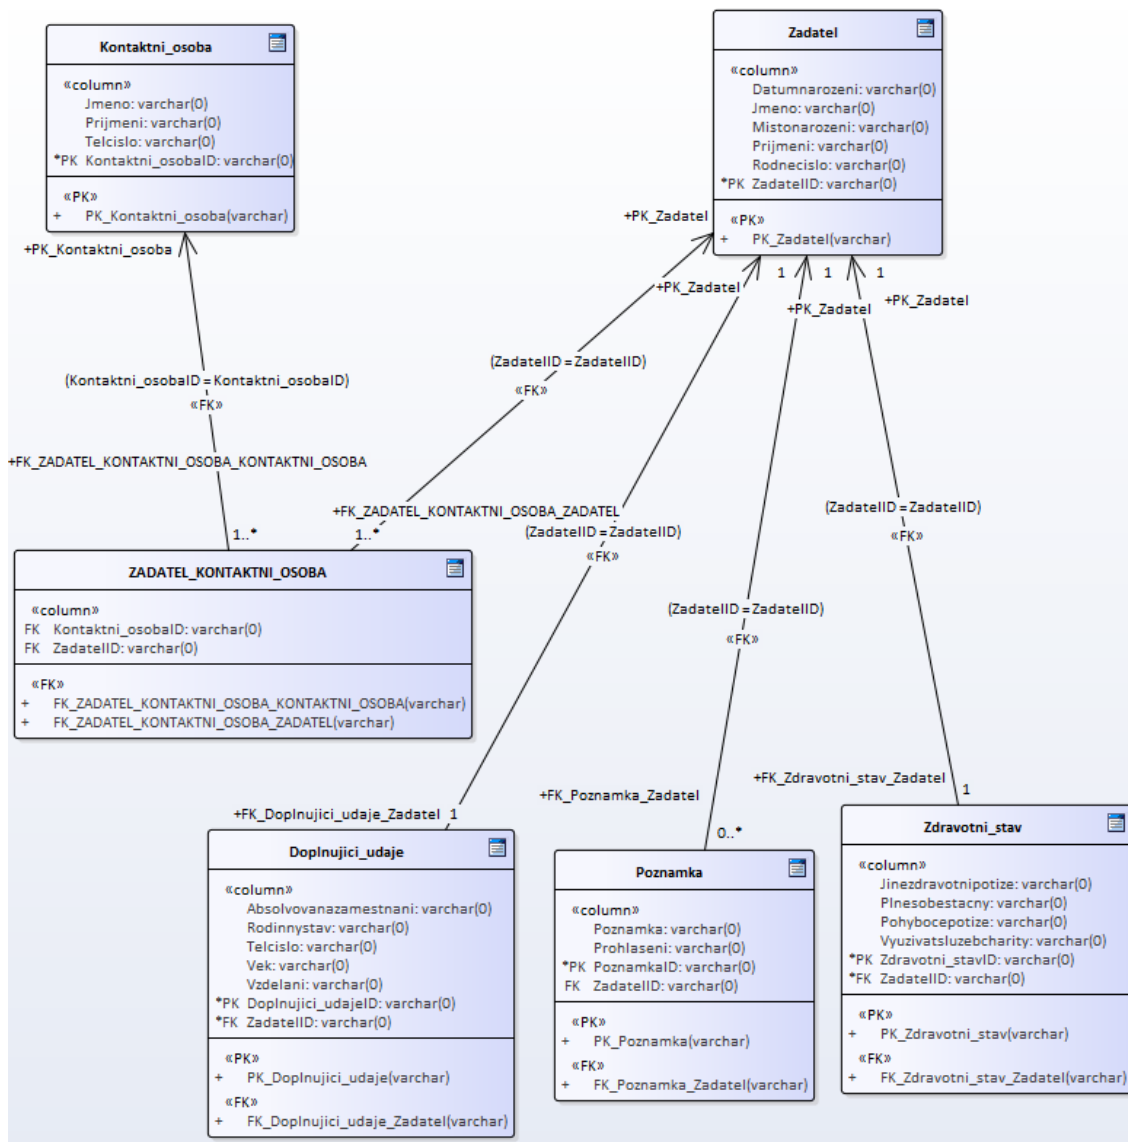 Kontaktni_osoba
«column»
Jmeno: varchar(0)
Prijmeni: varchar(0)
Telcislo: varchar(0)
*PK Kontaktni_osobaID: varchar(0)
«PK»
+ PK_Kontaktni_osoba(varchar)
+PK_Kontaktni_osoba
Zadatel
«column»
Datumnarozeni: varchar(0)
Jmeno: varchar(0)
Mistonarozeni: varchar(0)
Prijmeni: varchar(0)
Rodnecislo: varchar(0)
*PK ZadatelID: varchar(0)
«PK»
+ PK_Zadatel(varchar)
+PK_Zadatel
+PK_Zadatel
1
+PK_Zadatel
1
+PK_Zadatel
1
(Kontaktni_osobaID = Kontaktni_osobaID)
«FK»
+FK_ZADATEL_KONTAKTNI_OSOBA_KONTAKTNI_OSOBA
1..*
(ZadatelID = ZadatelID)
«FK»
+FK_ZADATEL_KONTAKTNI_OSOBA_ZADATEL
1..*
(ZadatelID = ZadatelID)
«FK»
(ZadatelID = ZadatelID)
«FK»
(ZadatelID = ZadatelID)
«FK»
ZADATEL_KONTAKTNI_OSOBA
«column»
FK Kontaktni_osobaID: varchar(0)
FK ZadatelID: varchar(0)
«FK»
+ FK_ZADATEL_KONTAKTNI_OSOBA_KONTAKTNI_OSOBA(varchar)
+ FK_ZADATEL_KONTAKTNI_OSOBA_ZADATEL(varchar)
+FK_Doplnujici_udaje_Zadatel 1
Doplnujici_udaje
«column»
Absolvovanazamestnani: varchar(0)
Rodinnystav: varchar(0)
Telcislo: varchar(0)
Vek: varchar(0)
Vzdelani: varchar(0)
*PK Doplnujici_udajeID: varchar(0)
*FK ZadatelID: varchar(0)
«PK»
+ PK_Doplnujici_udaje(varchar)
«FK»
+ FK_Doplnujici_udaje_Zadatel(varchar)
+FK_Poznamka_Zadatel
0..*
Poznamka
«column»
Poznamka: varchar(0)
Prohlaseni: varchar(0)
*PK PoznamkaID: varchar(0)
FK ZadatelID: varchar(0)
«PK»
+ PK_Poznamka(varchar)
«FK»
+ FK_Poznamka_Zadatel(varchar)
+FK_Zdravotni_stav_Zadatel
1
Zdravotni_stav
«column»
Jinezdravotnipotize: varchar(0)
Plnesobestacny: varchar(0)
Pohybocepotize: varchar(0)
Vyuzivatsluzebcharity: varchar(0)
*PK Zdravotni_stavID: varchar(0)
*FK ZadatelID: varchar(0)
«PK»
+ PK_Zdravotni_stav(varchar)
«FK»
+ FK_Zdravotni_stav_Zadatel(varchar)